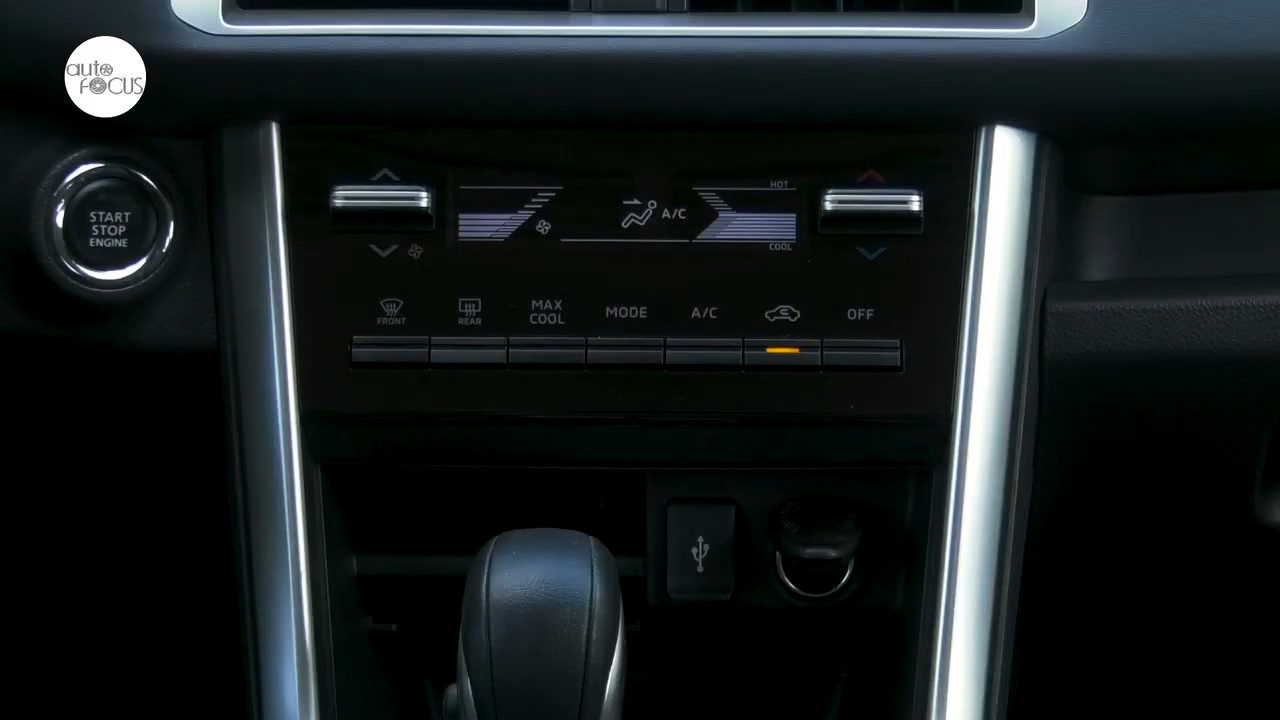 auto
FOCUS
START
STOP
ENGINE
HOT
A/C
COOL
FRONT
REAR
MAX
COOL
MODE
A/C
OFF